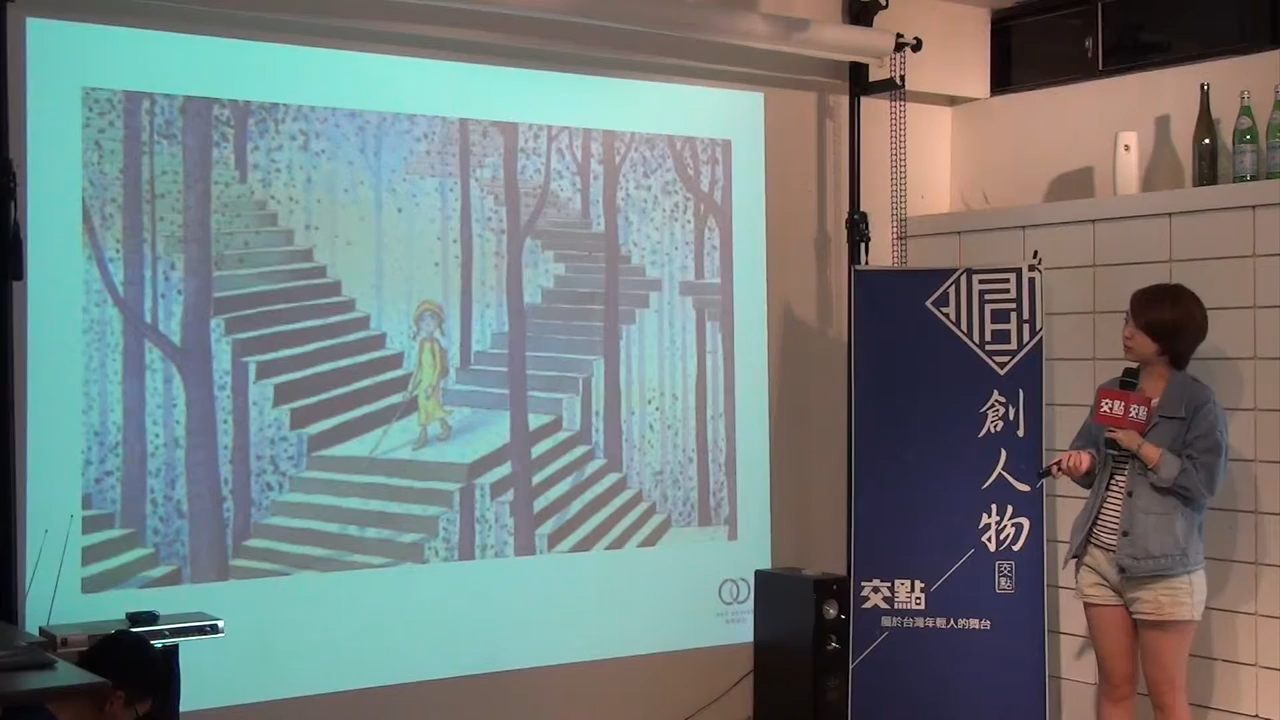 創
人
物
交
點
交點
屬於台灣年輕人的舞台
交點 交點